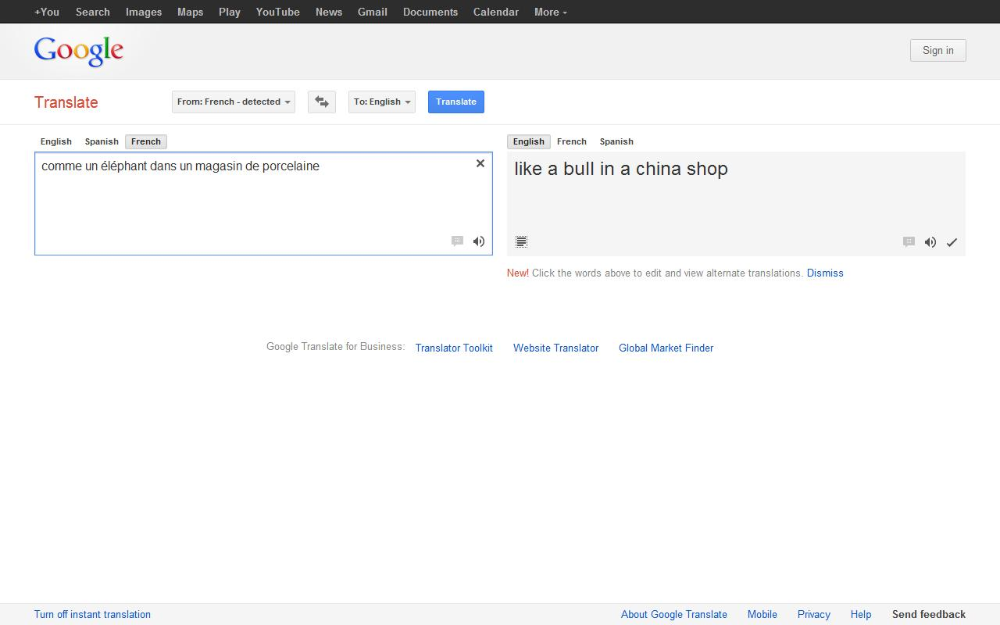 +You Search Images Maps Play YouTube News Gmail Documents Calendar More
Google
Sign in
Translate From: French - detected To: English Translate
English Spanish French
comme un éléphant dans un magasin de porcelaine
English French Spanish
like a bull in a china shop
New! Click the words above to edit and view alternate translations. Dismiss
Google Translate for Business: Translator Toolkit Website Translator Global Market Finder
Turn off instant translation About Google Translate Mobile Privacy Help Send feedback